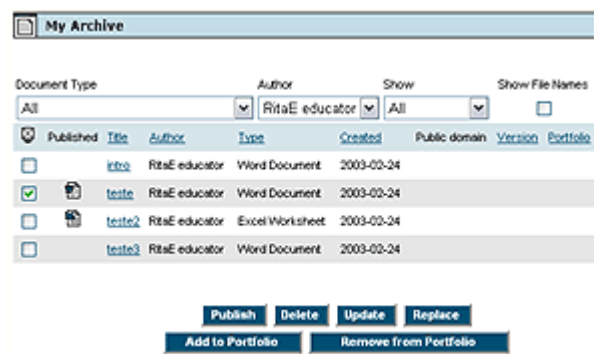 My Archive
Document Type Author Show Show File Names
All RitaE educator All
Published Title Author Type Created Public domain Version Portfolio
intro RitaE educator Word Document 2003-02-24
teste RitaE educator Word Document 2003-02-24
teste2 RitaE educator Excel Worksheet 2003-02-24
teste3 RitaE educator Word Document 2003-02-24
Publish Delete Update Replace
Add to Portfolio Remove from Portfolio